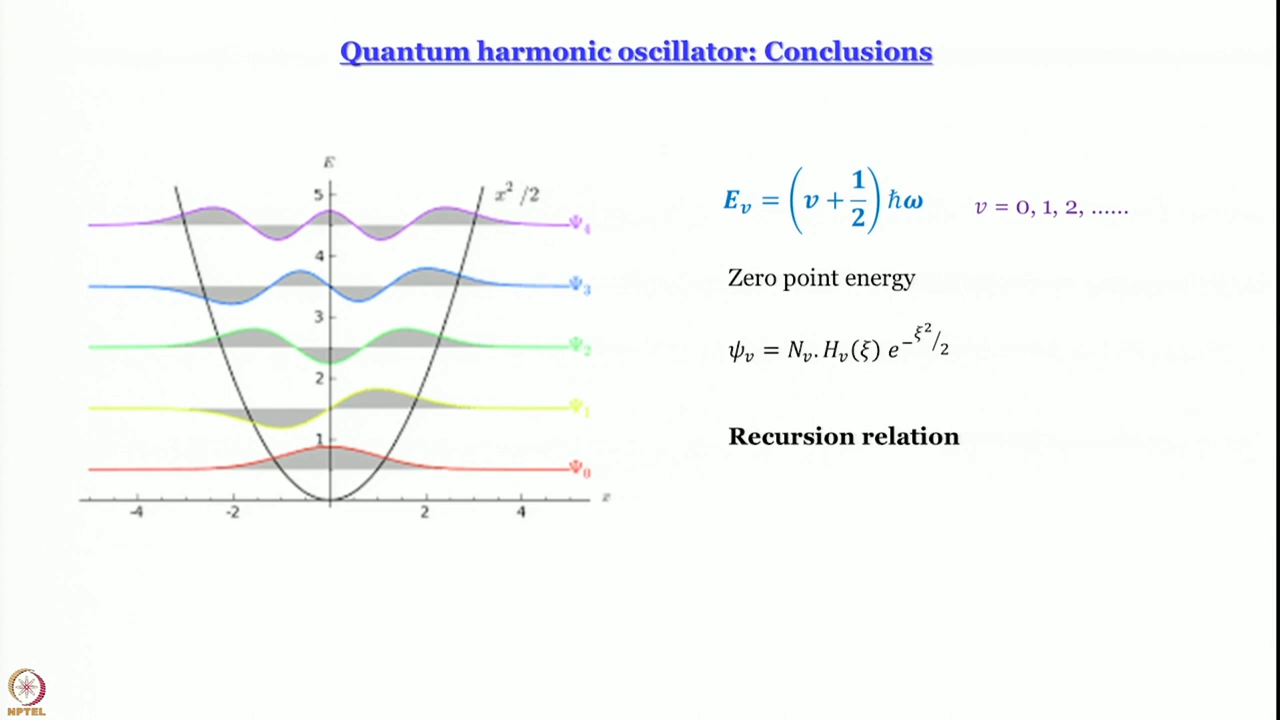 Quantum harmonic oscillator: Conclusions
E
5
x² /2
Ψ₄
4
Ψ₃
3
Ψ₂
2
Ψ₁
1
Ψ₀
-4 -2 2 4
x
E_v = (v + 1/2) ħω v = 0, 1, 2, ......
Zero point energy
ψ_v = N_v. H_v(ξ) e^(−ξ²/2)
Recursion relation
NPTEL